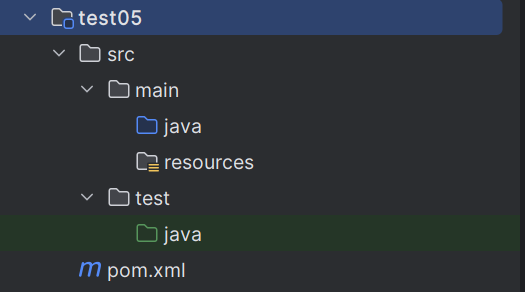 test05
src
main
java
resources
test
java
m pom.xml